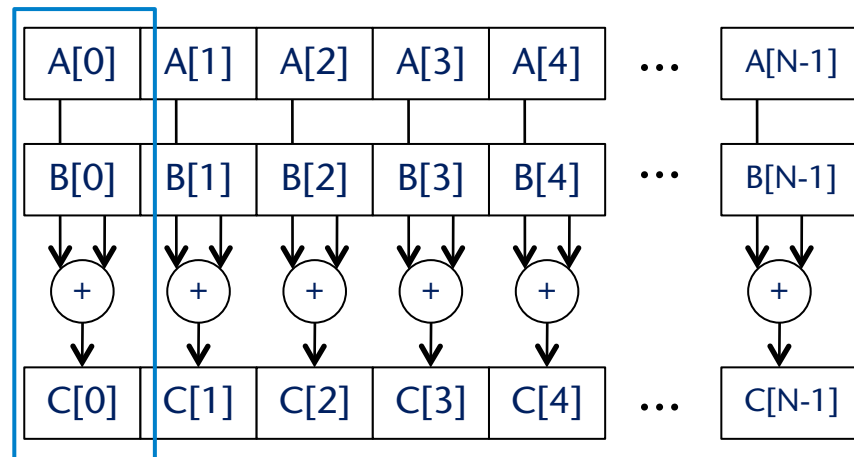 A[0] A[1] A[2] A[3] A[4] ... A[N-1]
B[0] B[1] B[2] B[3] B[4] ... B[N-1]
+ + + + + +
C[0] C[1] C[2] C[3] C[4] ... C[N-1]